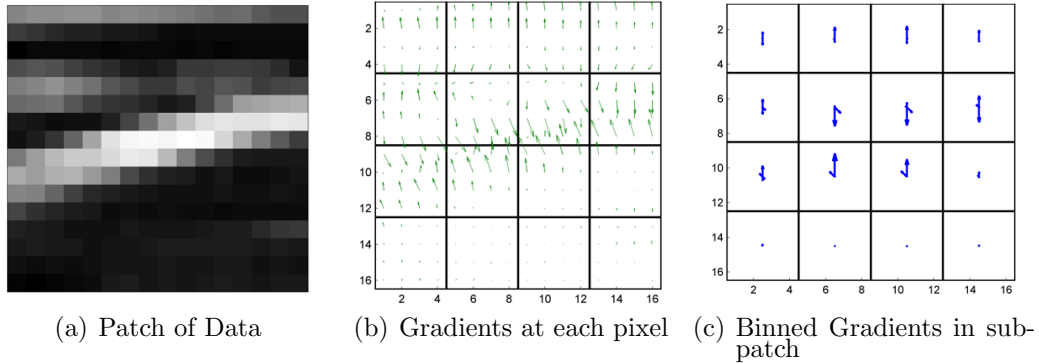 2
4
6
8
10
12
14
16
2 4 6 8 10 12 14 16
2
4
6
8
10
12
14
16
2 4 6 8 10 12 14 16
(a) Patch of Data
(b) Gradients at each pixel
(c) Binned Gradients in sub-
patch